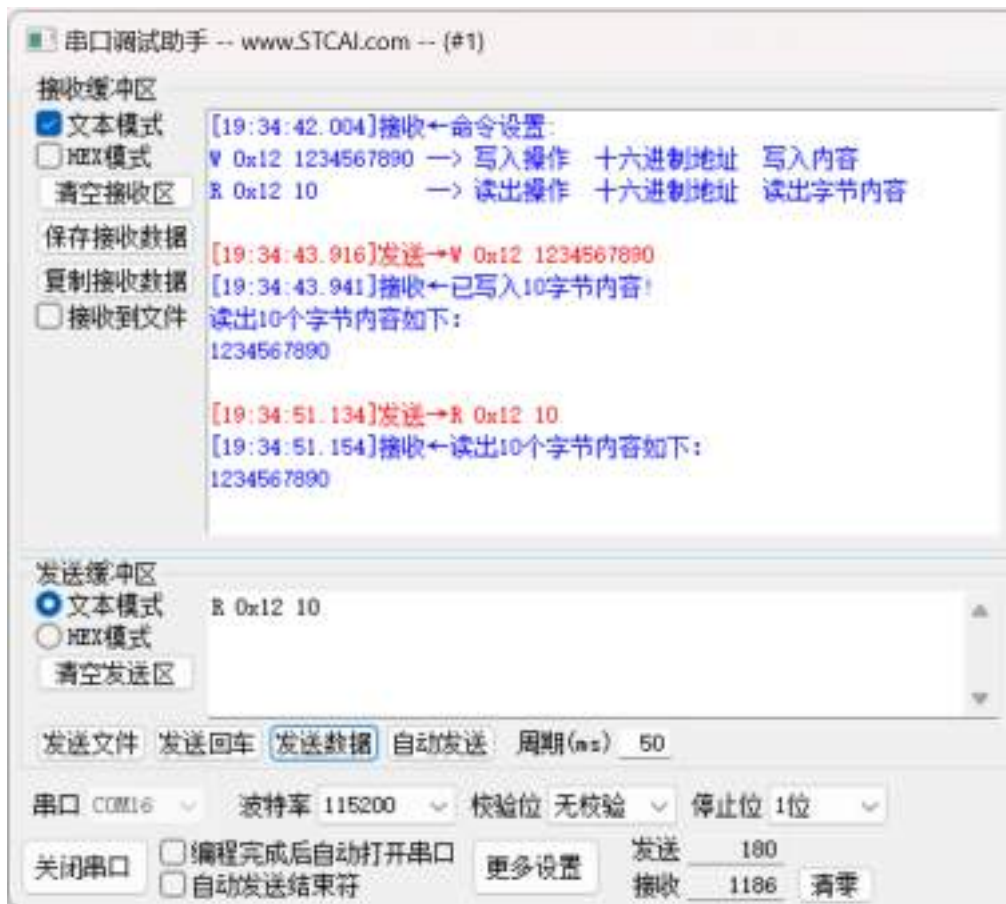 串口调试助手 -- www.STCAI.com -- (#1)
接收缓冲区
文本模式
HEX模式
清空接收区
保存接收数据
复制接收数据
接收到文件
[19:34:42.004]接收←命令设置:
W 0x12 1234567890 —> 写入操作 十六进制地址 写入内容
R 0x12 10 —> 读出操作 十六进制地址 读出字节内容
[19:34:43.916]发送→W 0x12 1234567890
[19:34:43.941]接收←已写入10字节内容!
读出10个字节内容如下:
1234567890
[19:34:51.134]发送→R 0x12 10
[19:34:51.154]接收←读出10个字节内容如下:
1234567890
发送缓冲区
文本模式
HEX模式
清空发送区
R 0x12 10
发送文件 发送回车 发送数据 自动发送 周期(ms) 50
串口 COM16 波特率 115200 校验位 无校验 停止位 1位
关闭串口
编程完成后自动打开串口
自动发送结束符
更多设置
发送 180
接收 1186 清零